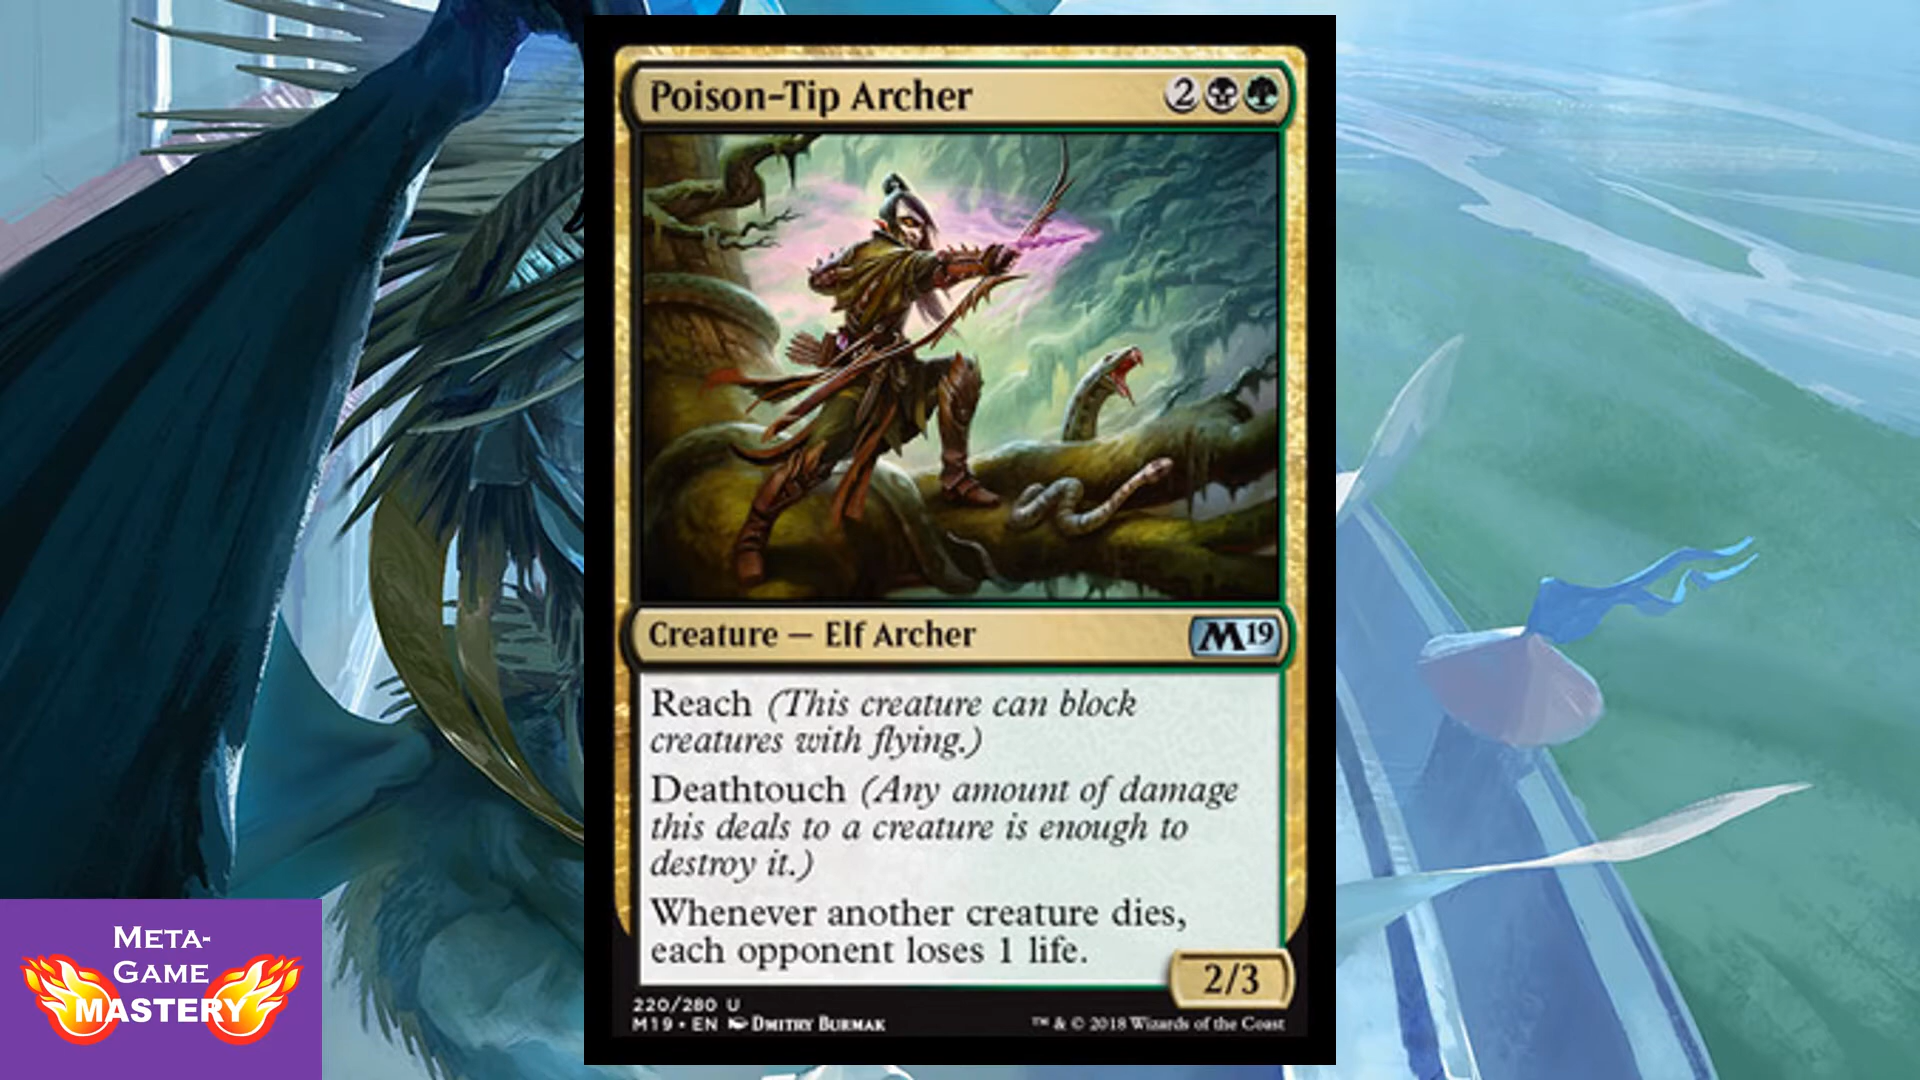 Poison-Tip Archer
2
Creature — Elf Archer
M19
Reach (This creature can block
creatures with flying.)
Deathtouch (Any amount of damage
this deals to a creature is enough to
destroy it.)
Whenever another creature dies,
each opponent loses 1 life.
2/3
220/280 U
M19 • EN Dmitry Burmak
™ & © 2018 Wizards of the Coast
META-
GAME
MASTERY